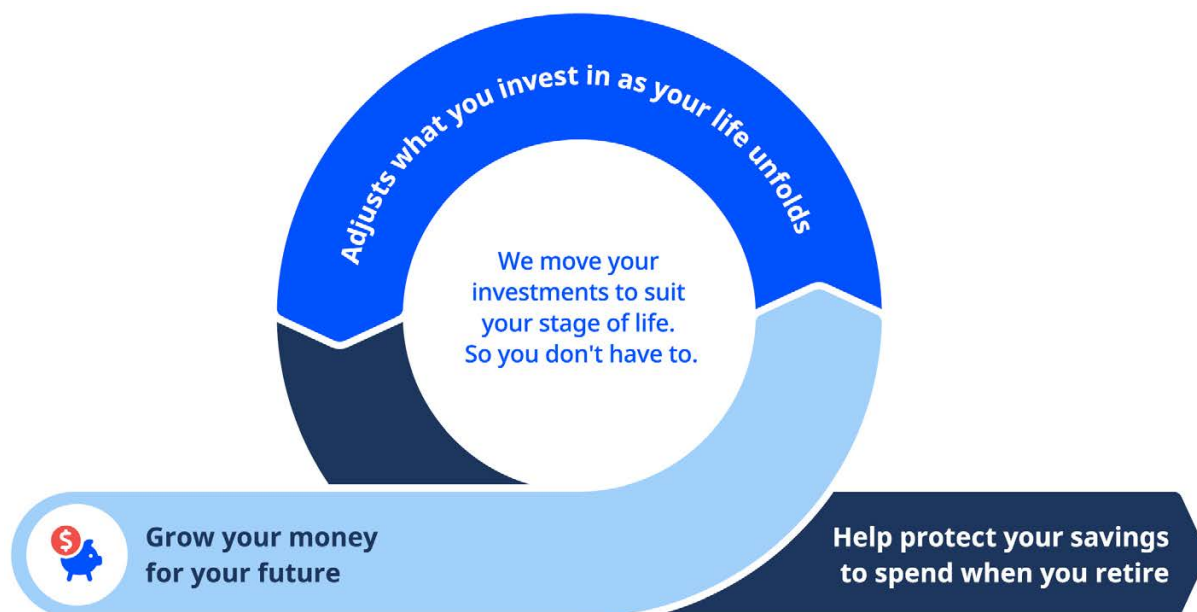 Adjusts what you invest in as your life unfolds
We move your
investments to suit
your stage of life.
So you don't have to.
$
Grow your money
for your future
Help protect your savings
to spend when you retire